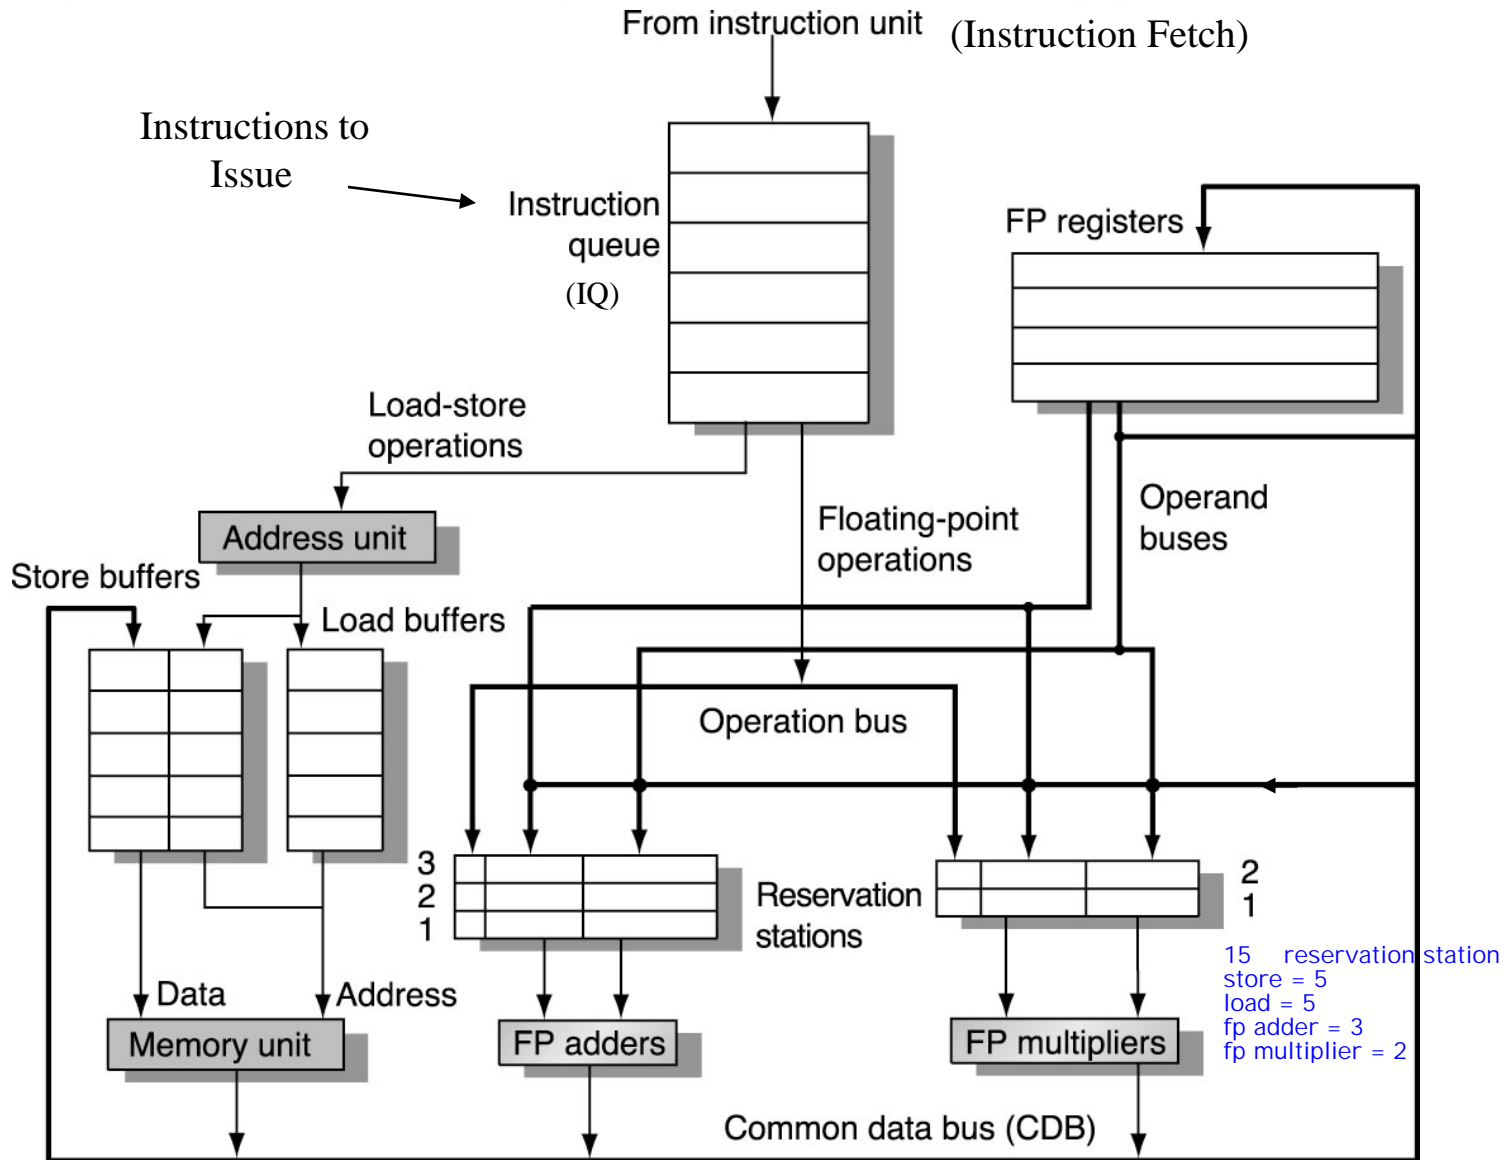 From instruction unit (Instruction Fetch)
Instructions to
Issue
Instruction
queue
(IQ)
FP registers
Load-store
operations
Address unit
Floating-point
operations
Operand
buses
Store buffers
Load buffers
Operation bus
3
2
1
Reservation
stations
2
1
15 reservation station
store = 5
load = 5
fp adder = 3
fp multiplier = 2
Data
Address
Memory unit
FP adders
FP multipliers
Common data bus (CDB)